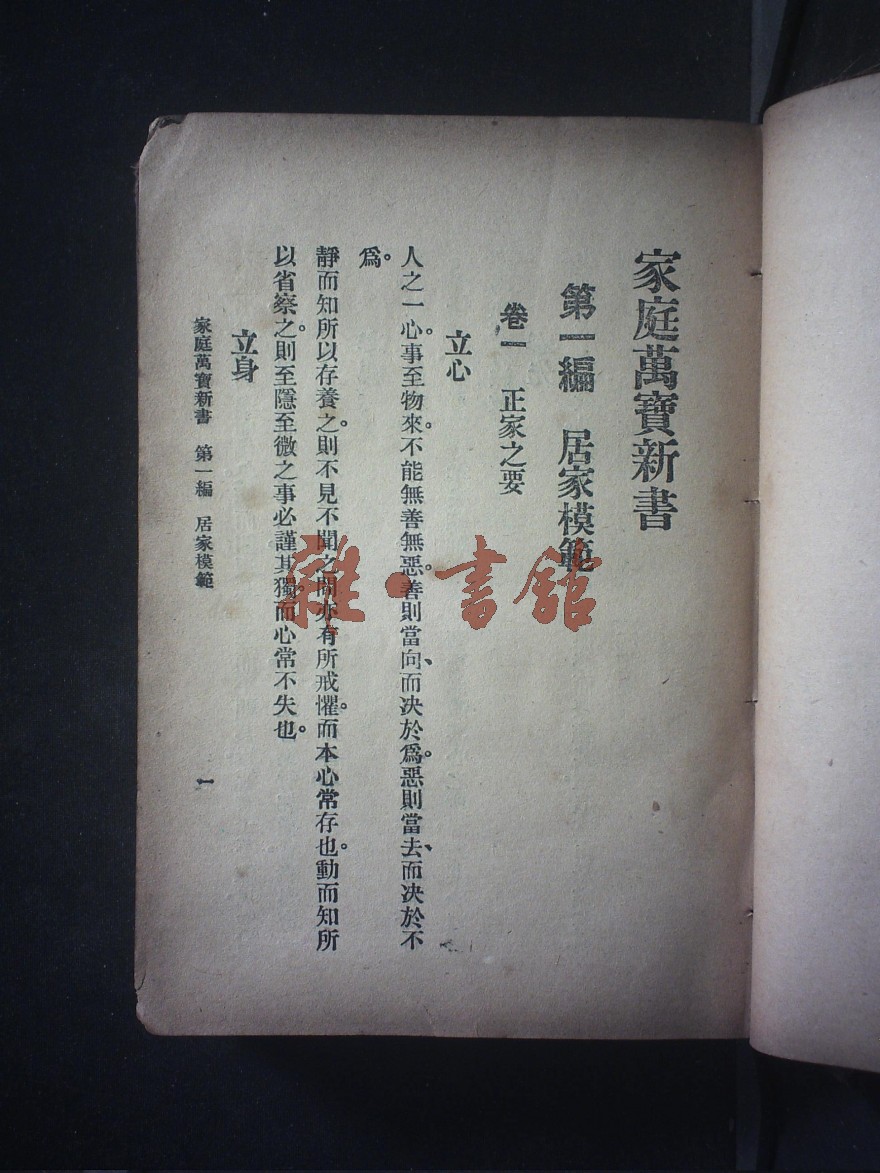 家庭萬寶新書
第一編　居家模範
卷一　正家之要
立心
人之一心。事至物來。不能無善無惡。善則當向、而決於爲。惡則當去、而決於不
爲。
靜而知所以存養之。則不見不聞之間亦有所戒懼。而本心常存也。動而知所
以省察之。則至隱至微之事必謹其獨。而心常不失也。
立身
家庭萬寶新書　第一編　居家模範　一
雜·書館